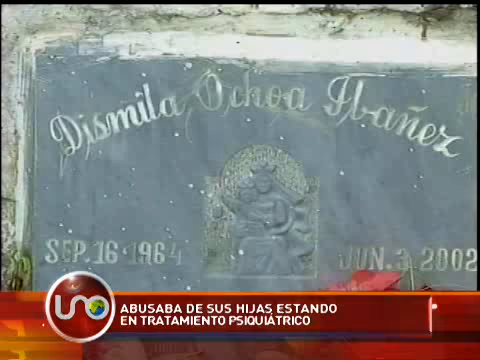 Dismila Ochoa Ibañez
SEP. 16 1964
JUN. 3 2002
UNO
ABUSABA DE SUS HIJAS ESTANDO
EN TRATAMIENTO PSIQUIÁTRICO